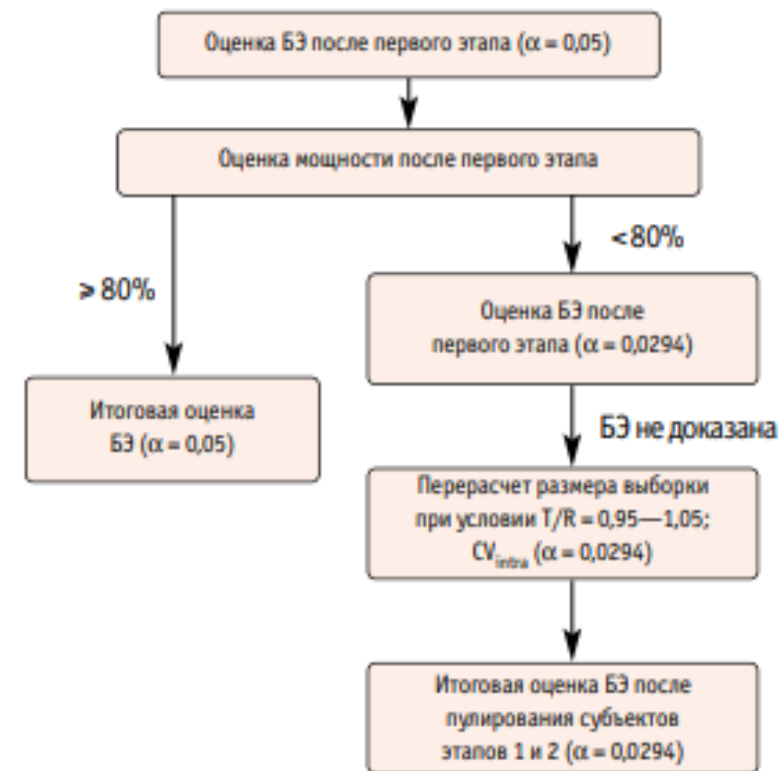 Оценка БЭ после первого этапа (α = 0,05)
Оценка мощности после первого этапа
<80%
⩾ 80%
Оценка БЭ после
первого этапа (α = 0,0294)
Итоговая оценка
БЭ (α = 0,05)
БЭ не доказана
Перерасчет размера выборки
при условии T/R = 0,95—1,05;
CVintra (α = 0,0294)
Итоговая оценка БЭ после
пулирования субъектов
этапов 1 и 2 (α = 0,0294)